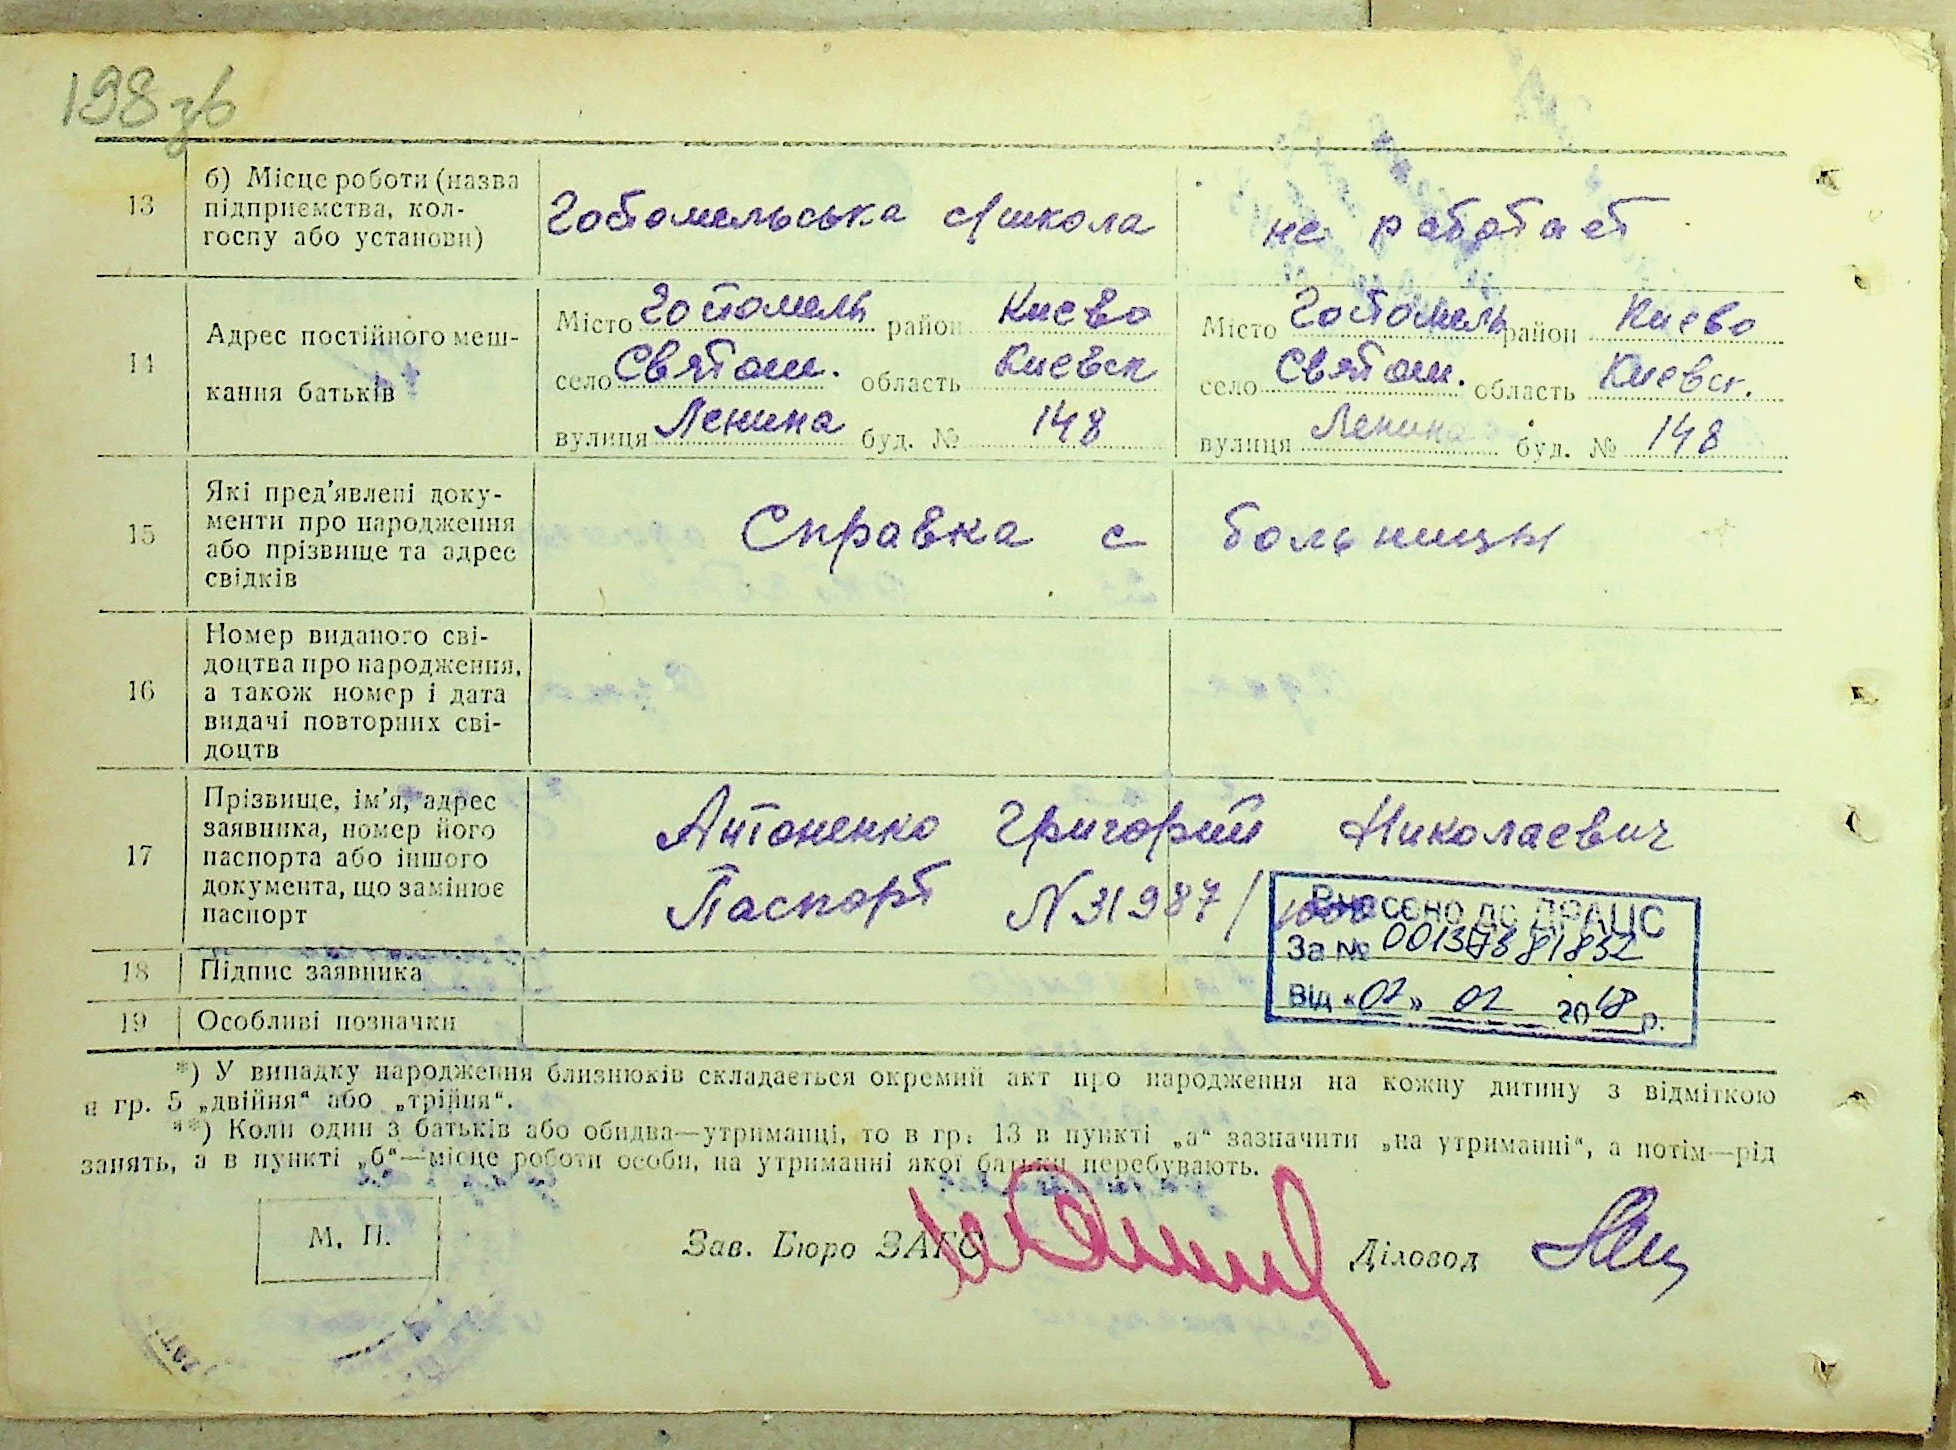 198зв
13 б) Місце роботи (назва підприємства, кол-
госпу або установи)
Гостомельська с/школа
не работает
14 Адрес постійного меш-
кання батьків
Місто Гостомель район Киево
село Святош. область Киевск
вулиця Ленина буд. № 148
Місто Гостомель район Киево
село Святош. область Киевск.
вулиця Ленина буд. № 148
15 Які пред'явлені доку-
менти про народження
або прізвище та адрес
свідків
Справка с больницы
16 Номер виданого сві-
доцтва про народження,
а також номер і дата
видачі повторних сві-
доцтв
17 Прізвище, ім'я, адрес
заявника, номер його
паспорта або іншого
документа, що замінює
паспорт
Антоненко Григорий Николаевич
Паспорт N 31987/
Внесено до ДРАЦС
За № 00137381832
Від «02» 02 2018 р.
18 Підпис заявника
19 Особливі позначки
*) У випадку народження близнюків складається окремий акт про народження на кожну дитину з відміткою
в гр. 5 „двійня“ або „трійня“.
**) Коли один з батьків або обидва—утриманці, то в гр. 13 в пункті „а“ зазначити „на утриманні“, а потім—рід
занять, а в пункті „б“—місце роботи особи, на утриманні якої батьки перебувають.
М. П.
Зав. Бюро ЗАГС
Діловод